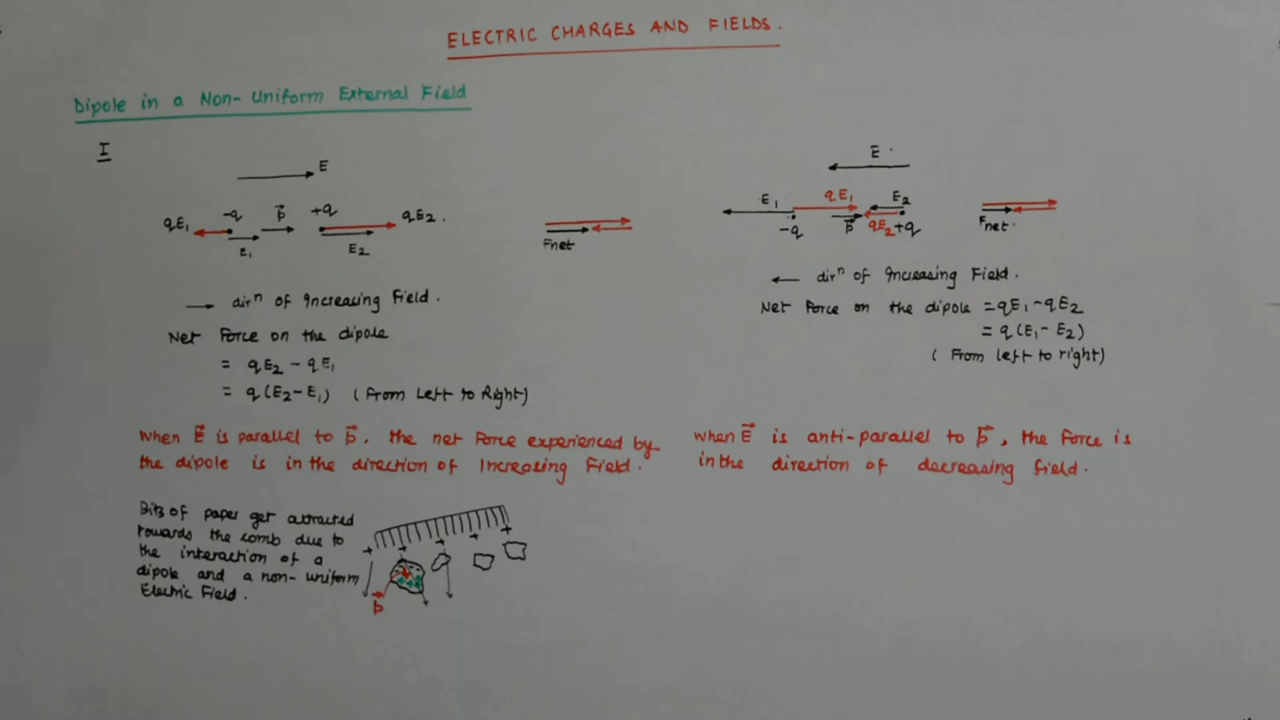 ELECTRIC CHARGES AND FIELDS.
Dipole in a Non-Uniform External Field
I
E
qE1 -q p⃗ +q qE2.
E1 E2
Fnet
→ dirⁿ of Increasing Field.
Net Force on the dipole
= qE2 - qE1
= q(E2-E1) (From Left to Right)
When E⃗ is parallel to p⃗, the net Force experienced by
the dipole is in the direction of Increasing Field.
Bits of paper get attracted
towards the comb due to
the interaction of a
dipole and a non-uniform
Electric Field.
+ + + + +
p⃗
E
E1 qE1 E2
-q p⃗ qE2 +q
Fnet.
← dirⁿ of Increasing Field.
Net Force on the dipole = qE1-qE2
= q(E1-E2)
(From left to right)
When E⃗ is anti-parallel to p⃗, the Force is
in the direction of decreasing field.